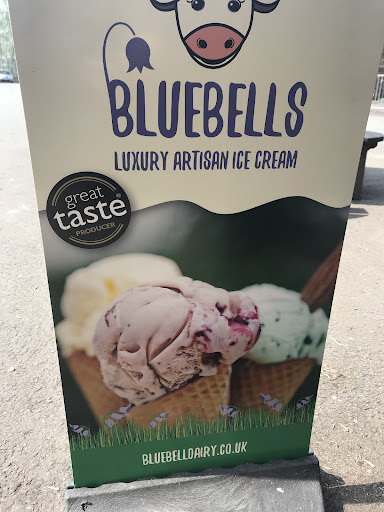 BLUEBELLS
LUXURY ARTISAN ICE CREAM
great
taste®
PRODUCER
BLUEBELLDAIRY.CO.UK